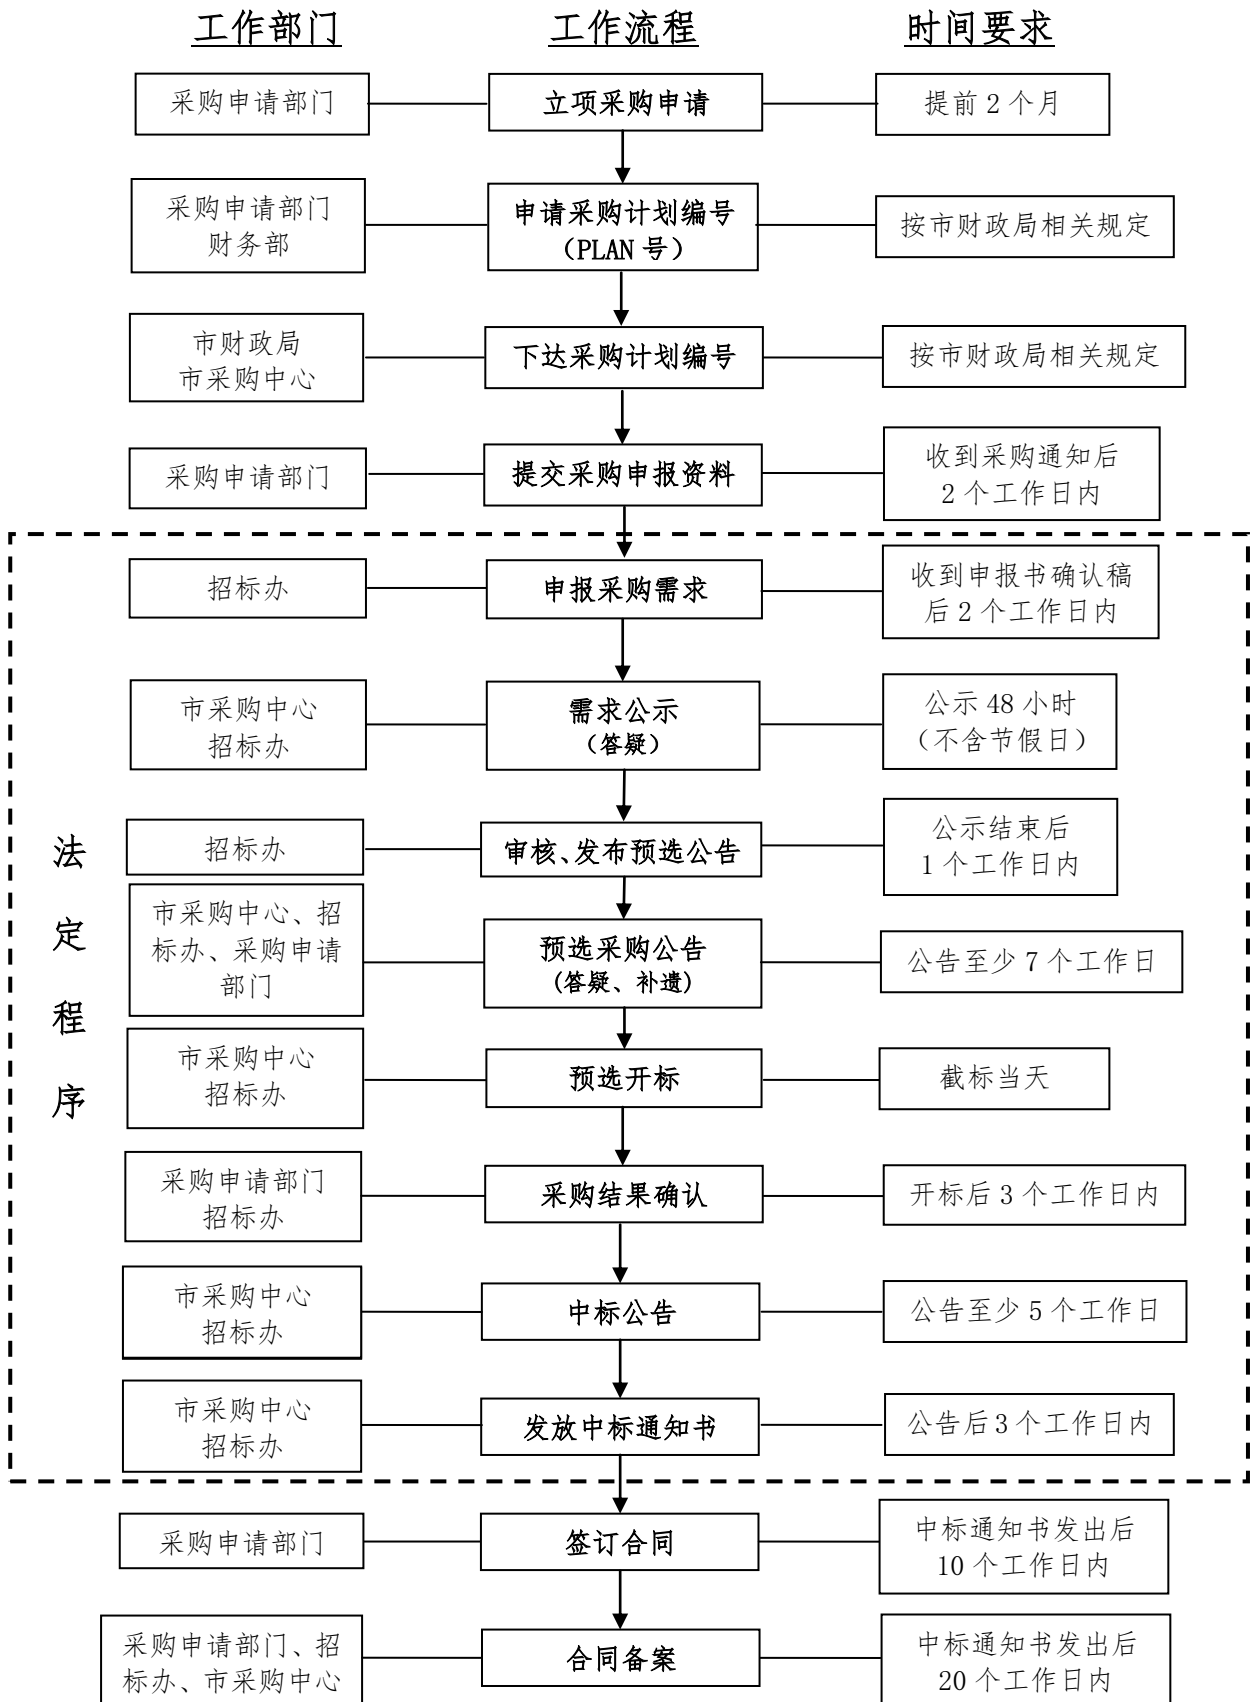 工作部门 工作流程 时间要求
采购申请部门 立项采购申请 提前 2 个月
采购申请部门
财务部
申请采购计划编号
（PLAN 号）
按市财政局相关规定
市财政局
市采购中心
下达采购计划编号
按市财政局相关规定
采购申请部门
提交采购申报资料
收到采购通知后
2 个工作日内
招标办
申报采购需求
收到申报书确认稿
后 2 个工作日内
市采购中心
招标办
需求公示
（答疑）
公示 48 小时
（不含节假日）
招标办
审核、发布预选公告
公示结束后
1 个工作日内
市采购中心、招
标办、采购申请
部门
预选采购公告
(答疑、补遗)
公告至少 7 个工作日
市采购中心
招标办
预选开标
截标当天
采购申请部门
招标办
采购结果确认
开标后 3 个工作日内
市采购中心
招标办
中标公告
公告至少 5 个工作日
市采购中心
招标办
发放中标通知书
公告后 3 个工作日内
法
定
程
序
采购申请部门
签订合同
中标通知书发出后
10 个工作日内
采购申请部门、招
标办、市采购中心
合同备案
中标通知书发出后
20 个工作日内